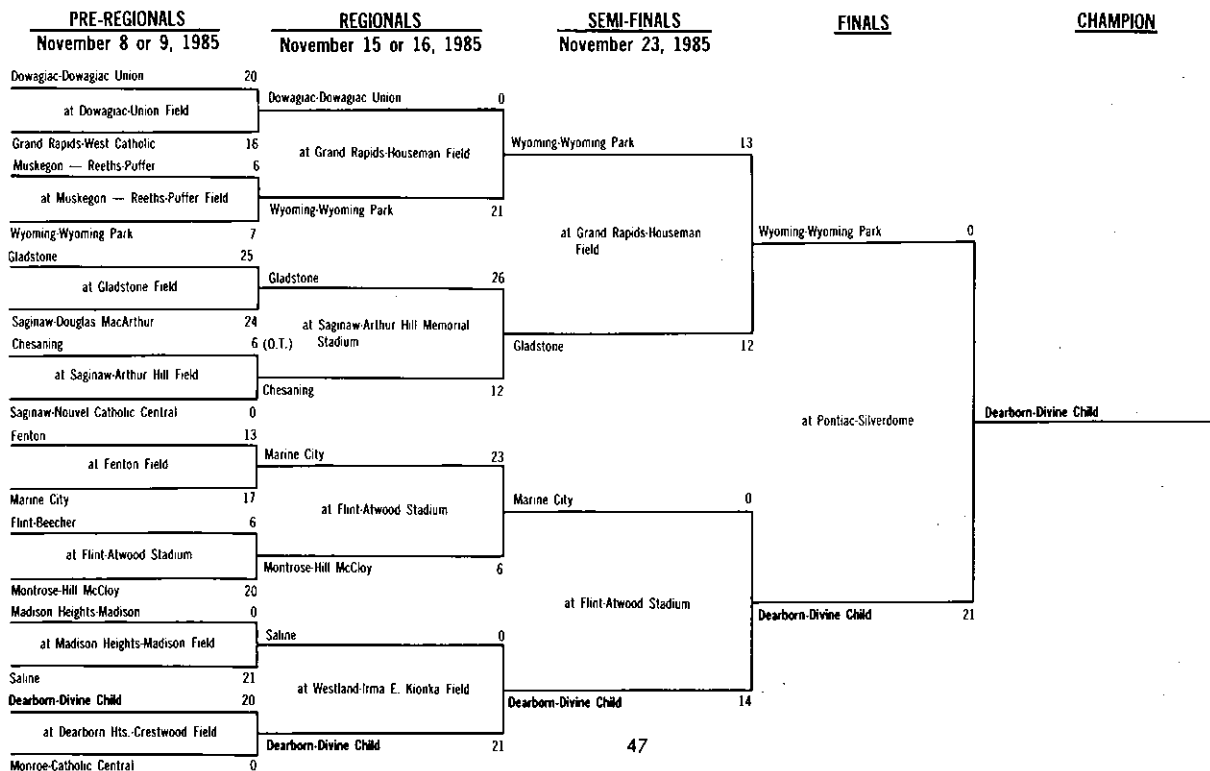 PRE-REGIONALS
November 8 or 9, 1985
REGIONALS
November 15 or 16, 1985
SEMI-FINALS
November 23, 1985
FINALS
CHAMPION
Dowagiac-Dowagiac Union 20
at Dowagiac-Union Field
Grand Rapids-West Catholic 16
Muskegon — Reeths-Puffer 6
at Muskegon — Reeths-Puffer Field
Wyoming-Wyoming Park 7
Gladstone 25
at Gladstone Field
Saginaw-Douglas MacArthur 24
Chesaning 6 (O.T.)
at Saginaw-Arthur Hill Field
Saginaw-Nouvel Catholic Central 0
Fenton 13
at Fenton Field
Marine City 17
Flint-Beecher 6
at Flint-Atwood Stadium
Montrose-Hill McCloy 20
Madison Heights-Madison 0
at Madison Heights-Madison Field
Saline 21
Dearborn-Divine Child 20
at Dearborn Hts.-Crestwood Field
Monroe-Catholic Central 0
Dowagiac-Dowagiac Union 0
at Grand Rapids-Houseman Field
Wyoming-Wyoming Park 21
Gladstone 26
at Saginaw-Arthur Hill Memorial
Stadium
Chesaning 12
Marine City 23
at Flint-Atwood Stadium
Montrose-Hill McCloy 6
Saline 0
at Westland-Irma E. Kionka Field
Dearborn-Divine Child 21
Wyoming-Wyoming Park 13
at Grand Rapids-Houseman
Field
Gladstone 12
Marine City 0
at Flint-Atwood Stadium
Dearborn-Divine Child 14
Wyoming-Wyoming Park 0
at Pontiac-Silverdome
Dearborn-Divine Child 21
Dearborn-Divine Child
47